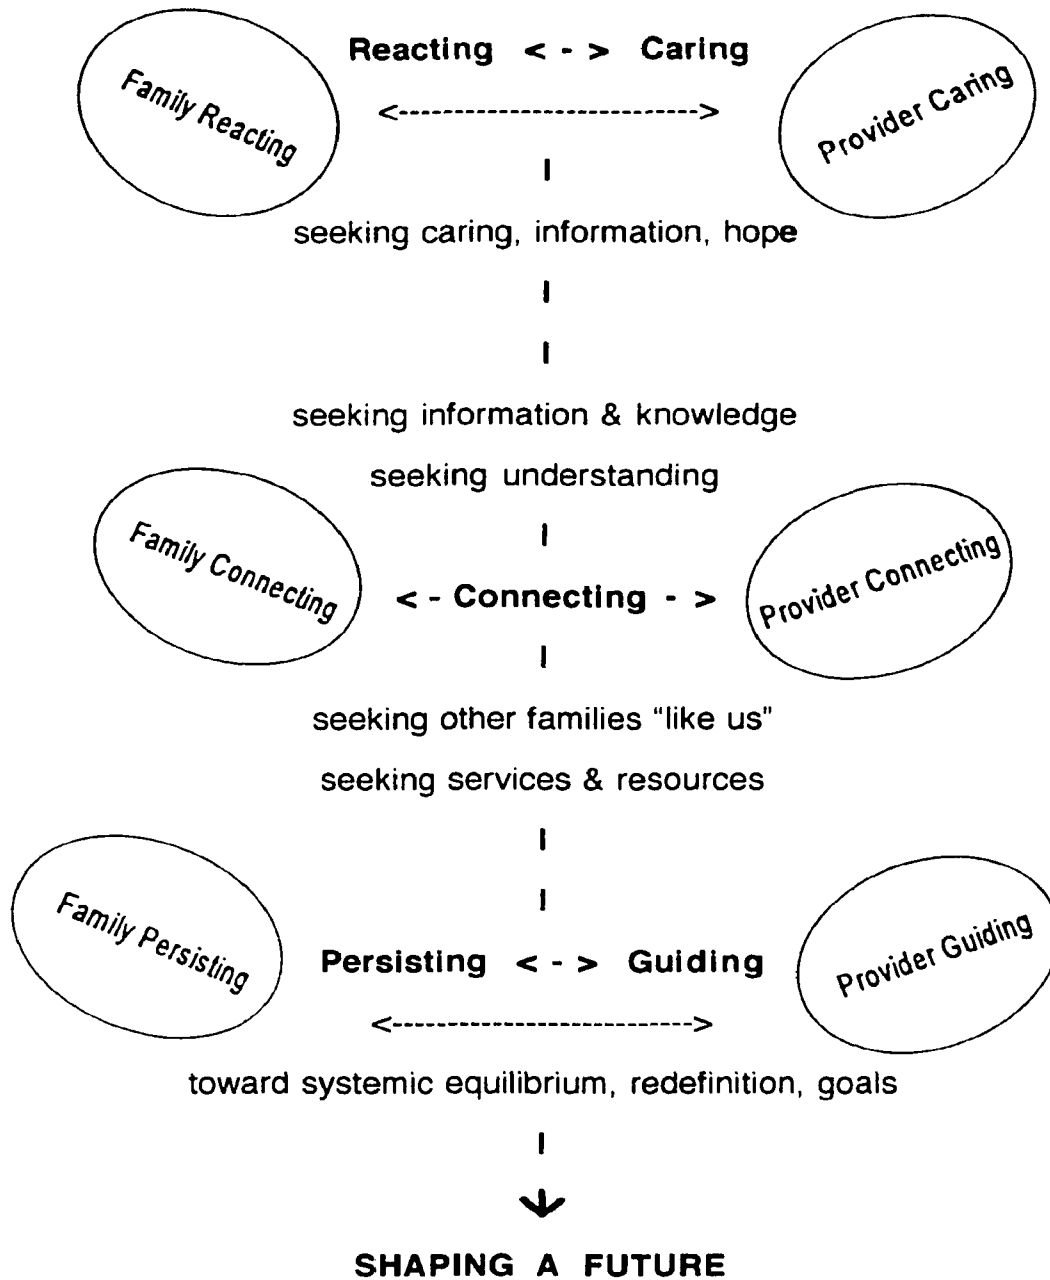 Reacting < - > Caring
Family Reacting
<------------------------>
Provider Caring
seeking caring, information, hope
seeking information & knowledge
seeking understanding
Family Connecting
< - Connecting - >
Provider Connecting
seeking other families “like us”
seeking services & resources
Family Persisting
Persisting < - > Guiding
Provider Guiding
<------------------------>
toward systemic equilibrium, redefinition, goals
SHAPING A FUTURE